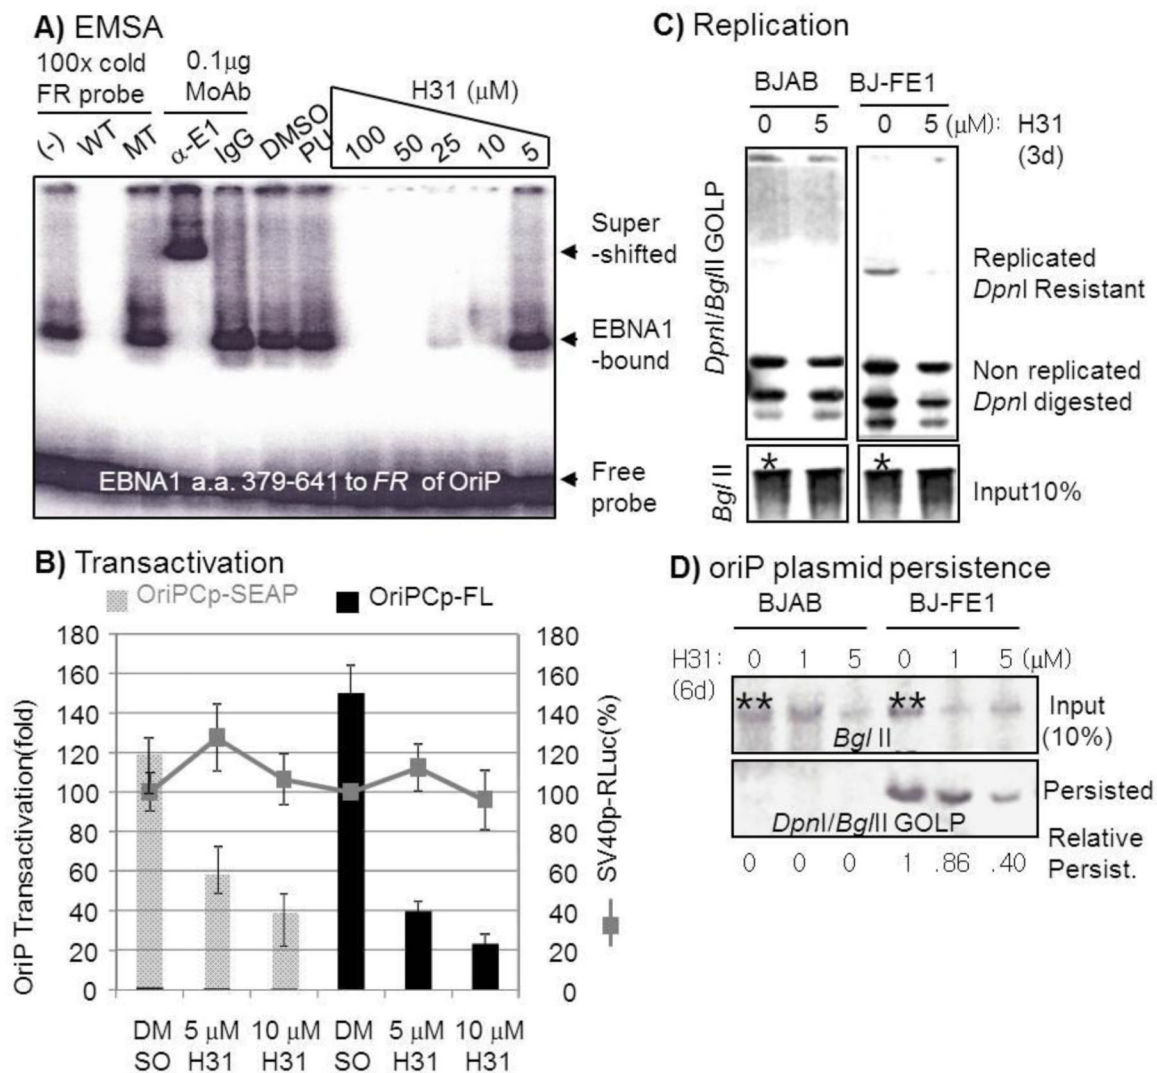 A) EMSA
100x cold
FR probe
0.1μg
MoAb
H31 (μM)
(-) WT MT α-E1 IgG DMSO PU 100 50 25 10 5
Super
-shifted
EBNA1
-bound
EBNA1 a.a. 379-641 to FR of OriP
Free
probe
B) Transactivation
OriPCp-SEAP OriPCp-FL
OriP Transactivation(fold)
180
160
140
120
100
80
60
40
20
0
180
160
140
120
100
80
60
40
20
0
SV40p-RLuc(%)
DM 5 μM 10 μM DM 5 μM 10 μM
SO H31 H31 SO H31 H31
C) Replication
BJAB BJ-FE1
0 5 0 5 (μM): H31
(3d)
DpnI/BglII GOLP
Replicated
DpnI Resistant
Non replicated
DpnI digested
Bgl II
* *
Input10%
D) oriP plasmid persistence
BJAB BJ-FE1
H31: 0 1 5 0 1 5 (μM)
(6d)
** **
Bgl II
Input
(10%)
Persisted
DpnI/BglII GOLP
Relative
0 0 0 1 .86 .40 Persist.